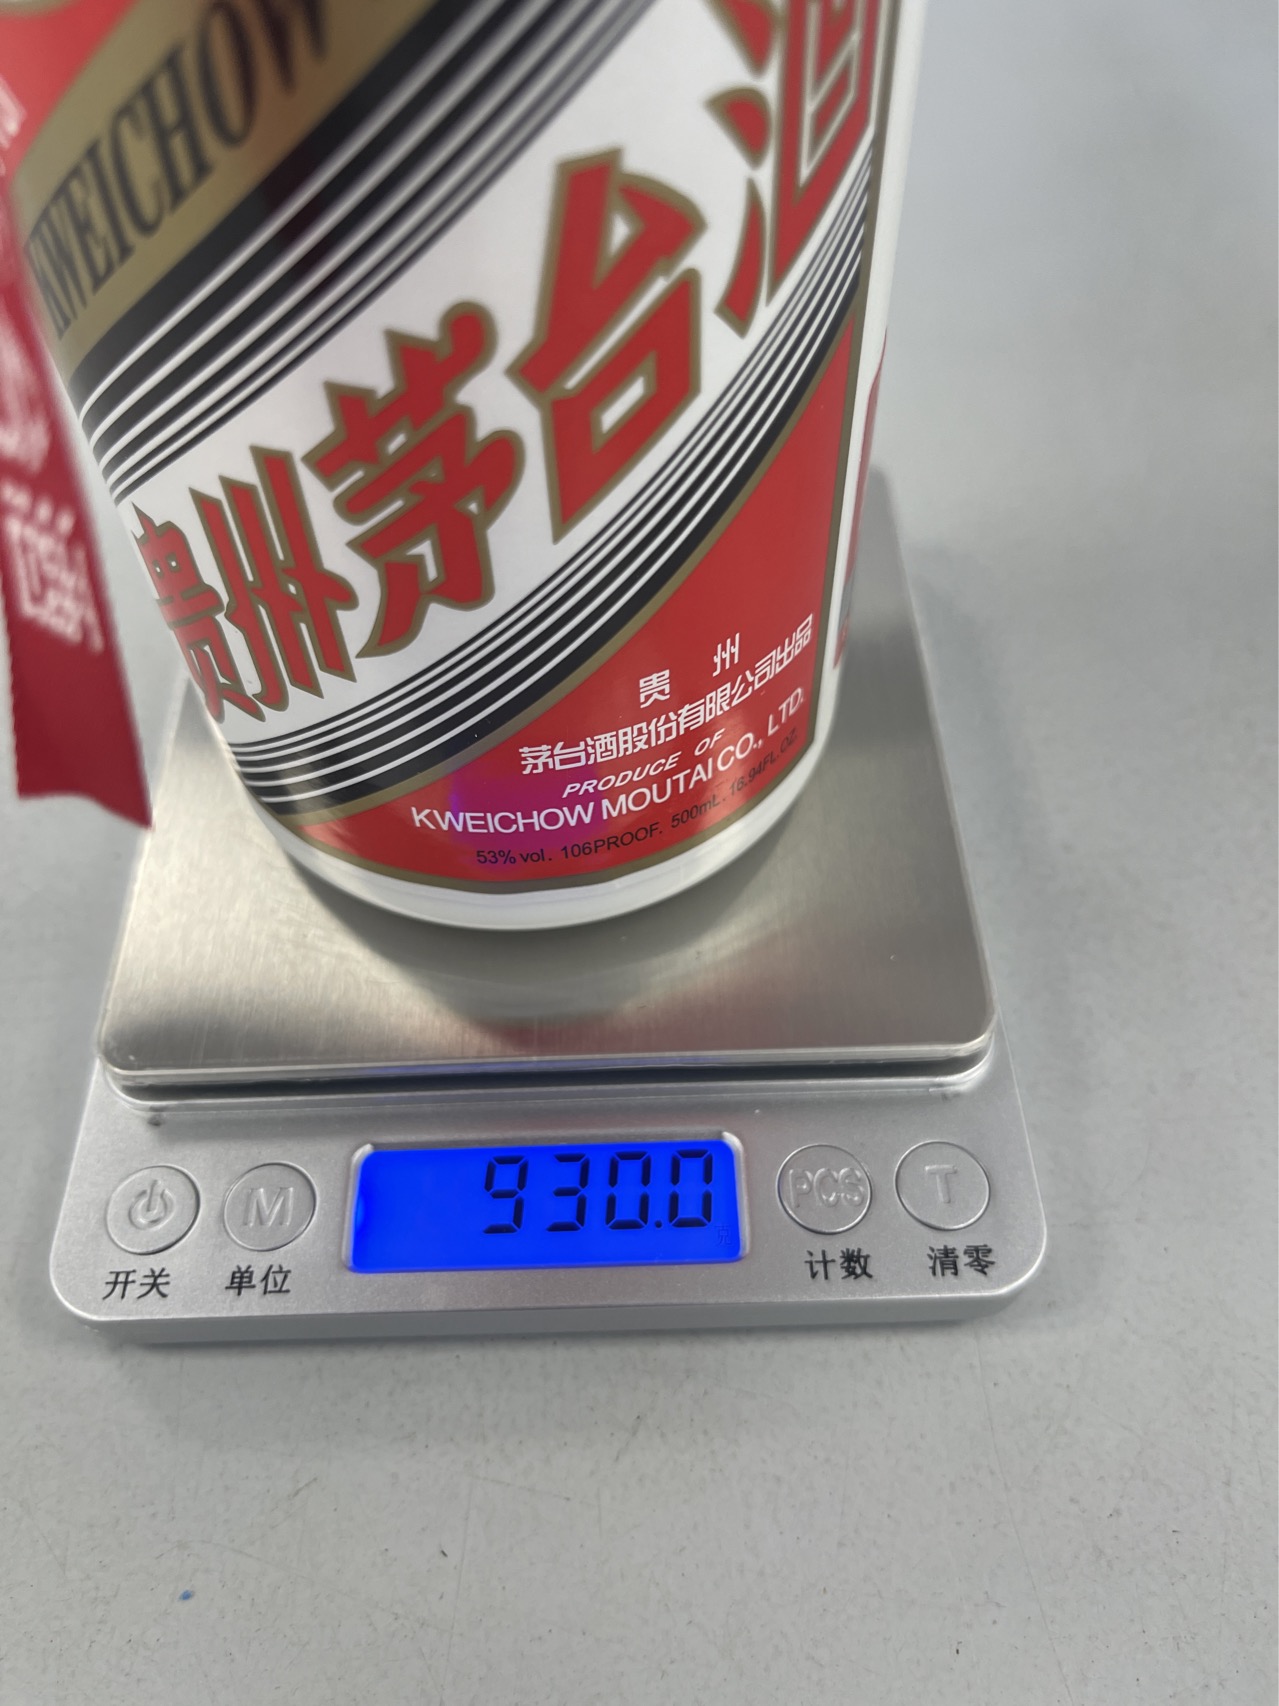 KWEICHOW
贵州茅台酒
贵州
茅台酒股份有限公司出品
PRODUCE OF
KWEICHOW MOUTAI CO., LTD.
53% vol. 106PROOF. 500mL. 16.94FL.OZ.
930.0
克
M
PCS
T
开关
单位
计数
清零